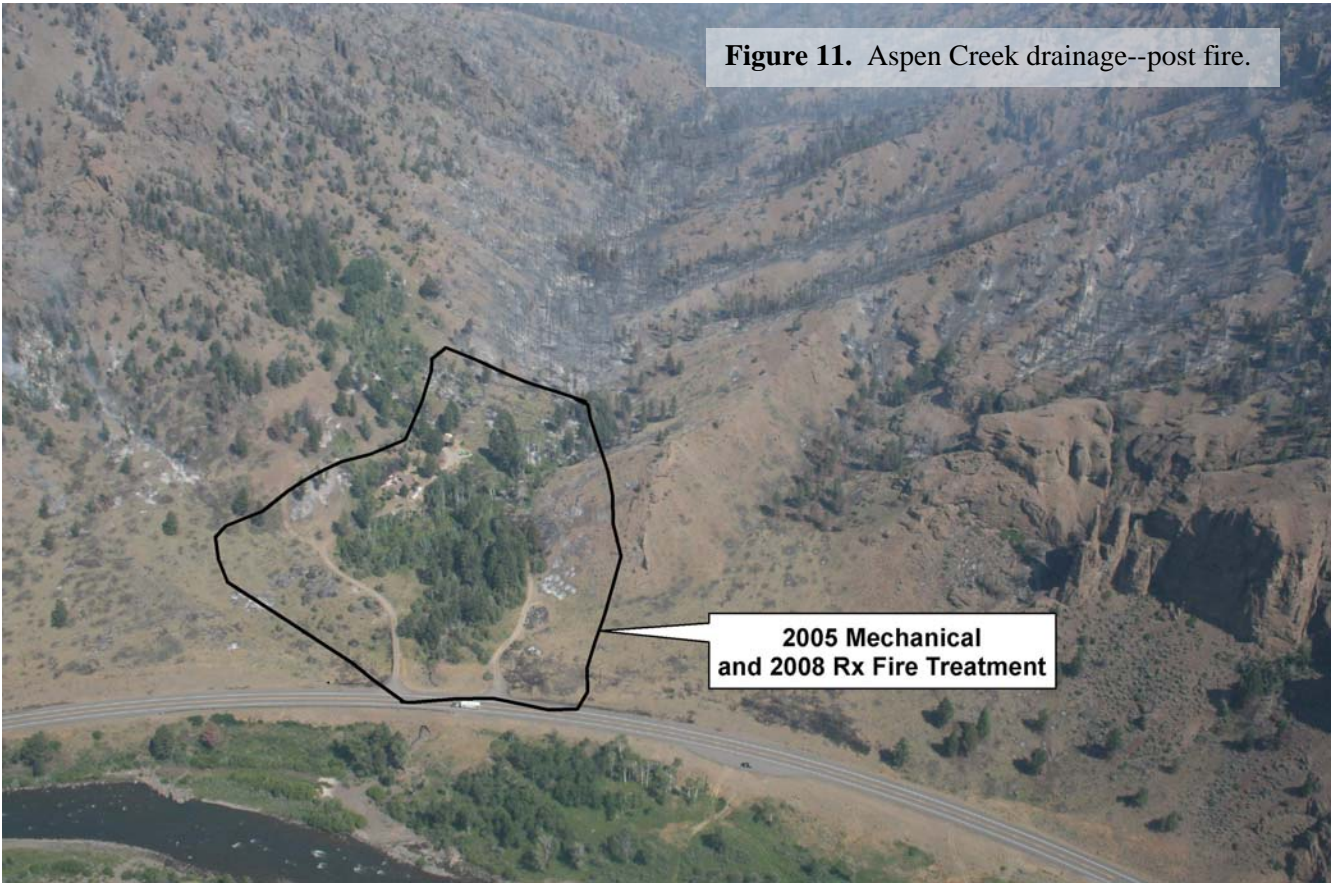 Figure 11. Aspen Creek drainage--post fire.
2005 Mechanical
and 2008 Rx Fire Treatment